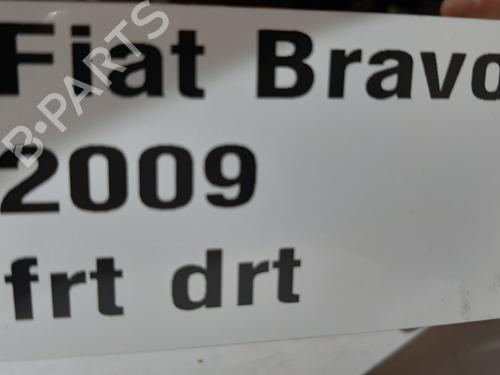 Fiat Bravo
2009
frt drt
B-PARTS